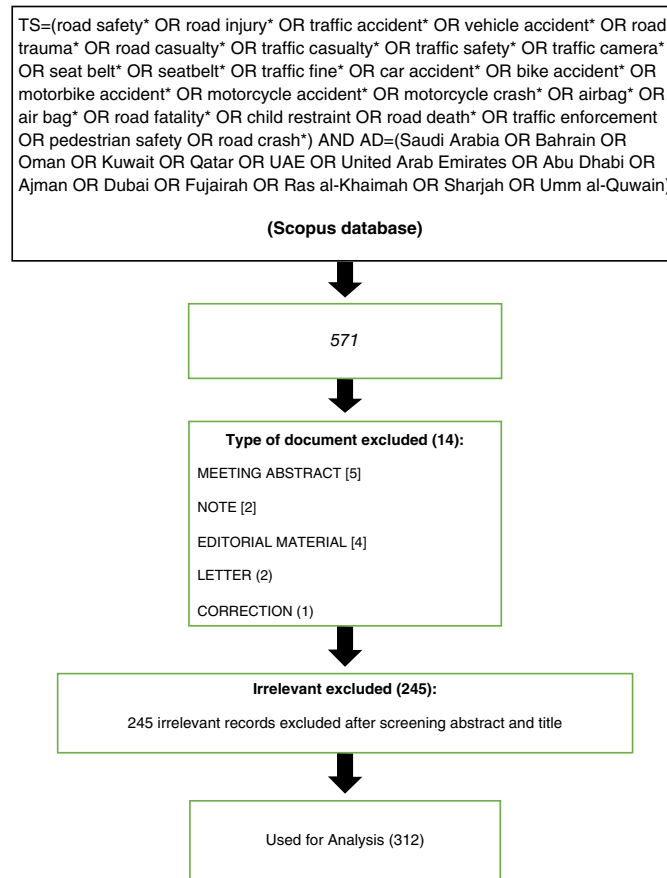 TS=(road safety* OR road injury* OR traffic accident* OR vehicle accident* OR road
trauma* OR road casualty* OR traffic casualty* OR traffic safety* OR traffic camera*
OR seat belt* OR seatbelt* OR traffic fine* OR car accident* OR bike accident* OR
motorbike accident* OR motorcycle accident* OR motorcycle crash* OR airbag* OR
air bag* OR road fatality* OR child restraint OR road death* OR traffic enforcement
OR pedestrian safety OR road crash*) AND AD=(Saudi Arabia OR Bahrain OR
Oman OR Kuwait OR Qatar OR UAE OR United Arab Emirates OR Abu Dhabi OR
Ajman OR Dubai OR Fujairah OR Ras al-Khaimah OR Sharjah OR Umm al-Quwain)
(Scopus database)
571
Type of document excluded (14):
MEETING ABSTRACT [5]
NOTE [2]
EDITORIAL MATERIAL [4]
LETTER (2)
CORRECTION (1)
Irrelevant excluded (245):
245 irrelevant records excluded after screening abstract and title
Used for Analysis (312)